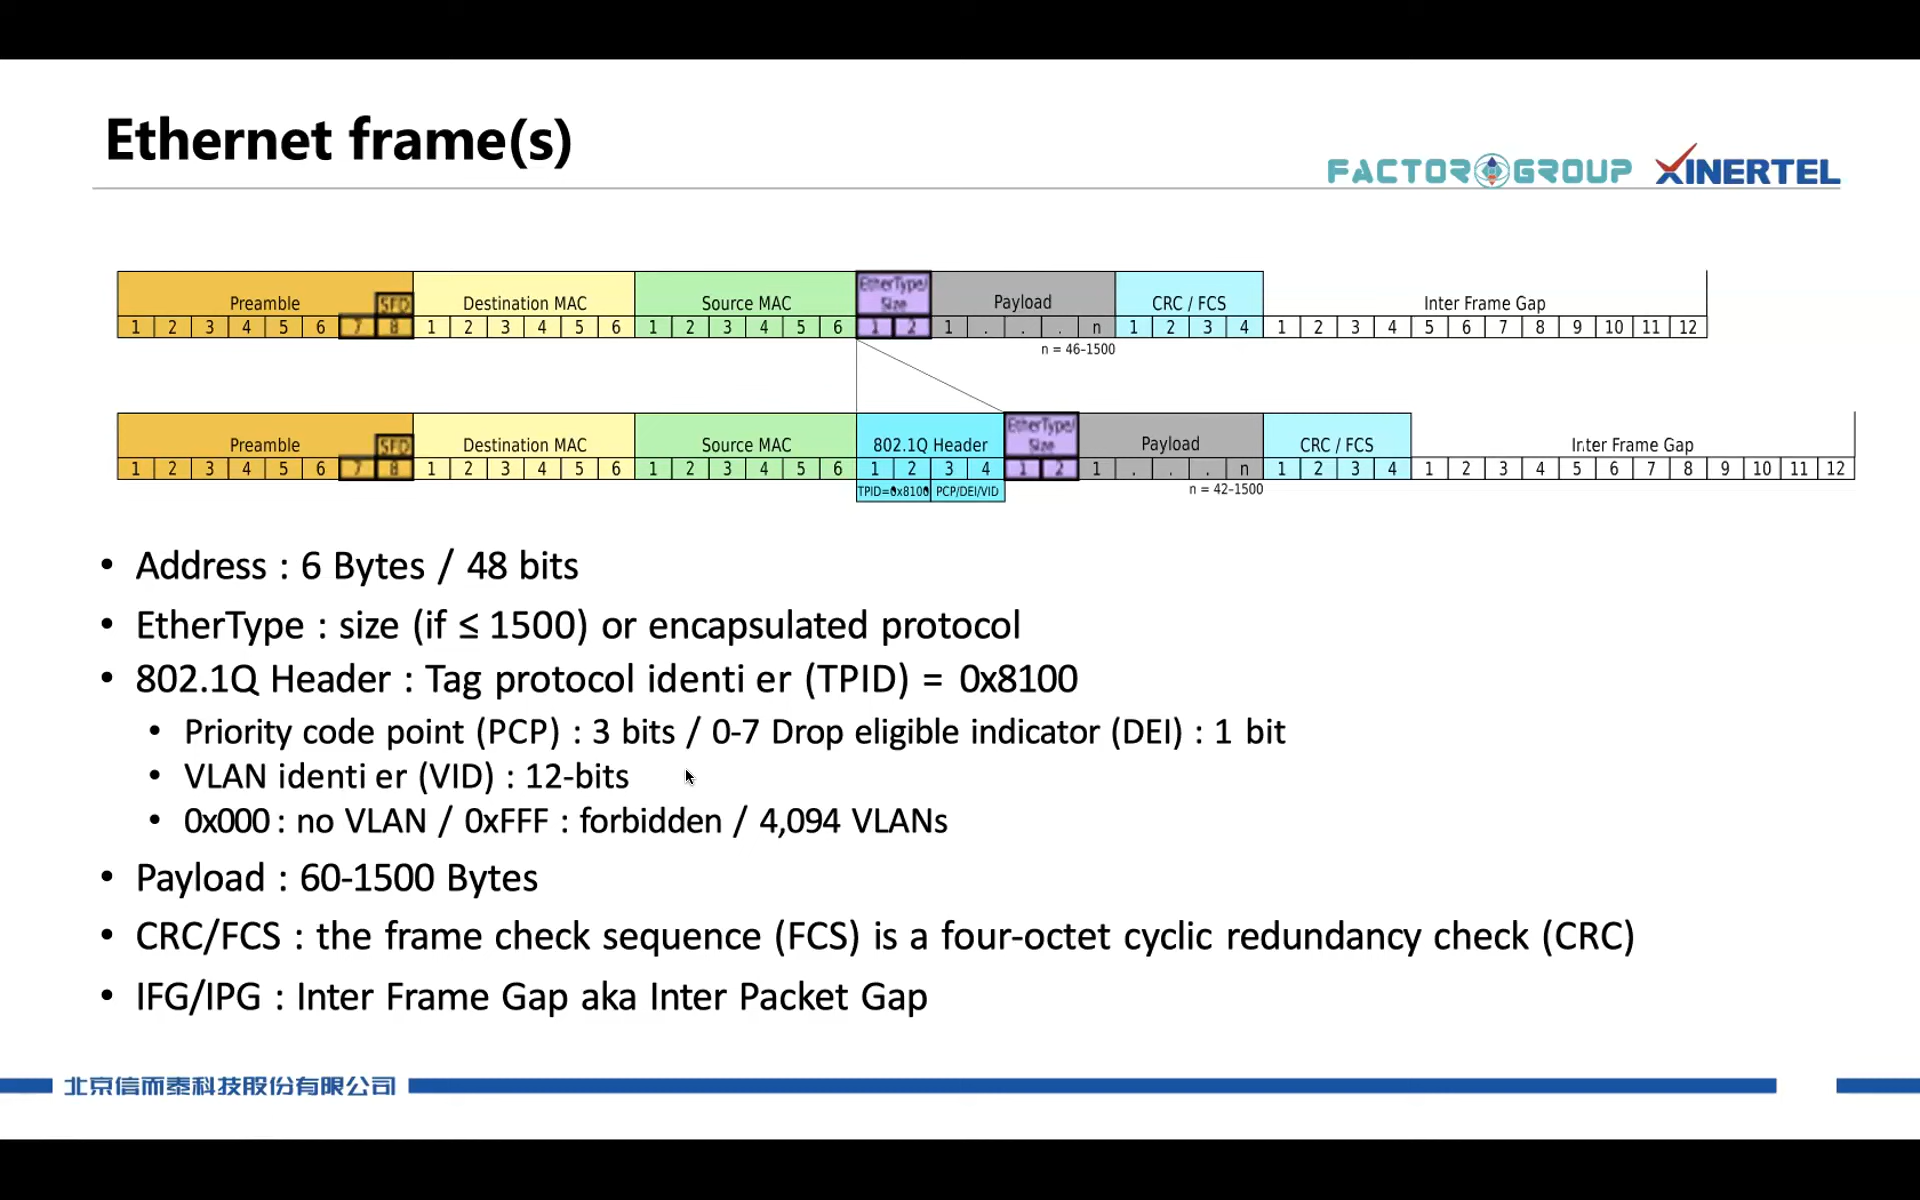 Ethernet frame(s)
FACTOR GROUP XINERTEL
Preamble SFD Destination MAC Source MAC EtherType/ Size Payload CRC / FCS Inter Frame Gap
1 2 3 4 5 6 7 8 1 2 3 4 5 6 1 2 3 4 5 6 1 2 1 . . . n 1 2 3 4 1 2 3 4 5 6 7 8 9 10 11 12
n = 46-1500
Preamble SFD Destination MAC Source MAC 802.1Q Header EtherType/ Size Payload CRC / FCS Inter Frame Gap
1 2 3 4 5 6 7 8 1 2 3 4 5 6 1 2 3 4 5 6 1 2 3 4 1 2 1 . . . n 1 2 3 4 1 2 3 4 5 6 7 8 9 10 11 12
TPID=0x8100 PCP/DEI/VID
n = 42-1500
• Address : 6 Bytes / 48 bits
• EtherType : size (if ≤ 1500) or encapsulated protocol
• 802.1Q Header : Tag protocol identi er (TPID) = 0x8100
• Priority code point (PCP) : 3 bits / 0-7 Drop eligible indicator (DEI) : 1 bit
• VLAN identi er (VID) : 12-bits
• 0x000 : no VLAN / 0xFFF : forbidden / 4,094 VLANs
• Payload : 60-1500 Bytes
• CRC/FCS : the frame check sequence (FCS) is a four-octet cyclic redundancy check (CRC)
• IFG/IPG : Inter Frame Gap aka Inter Packet Gap
北京信而泰科技股份有限公司